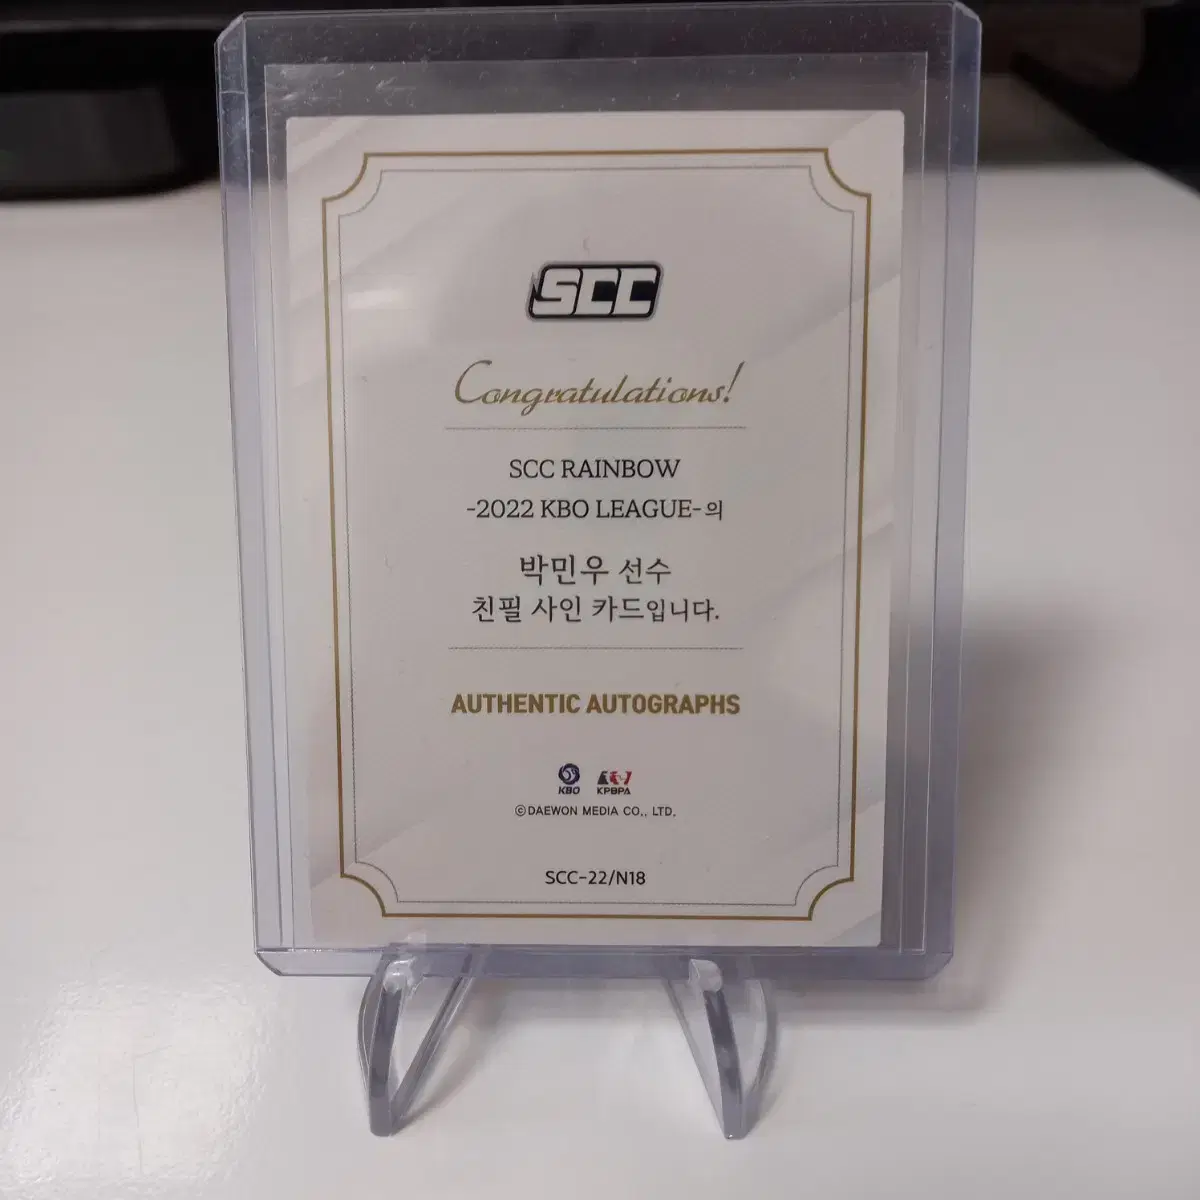 SCC
Congratulations!
SCC RAINBOW
-2022 KBO LEAGUE-의
박민우 선수
친필 사인 카드입니다.
AUTHENTIC AUTOGRAPHS
KBO KPBPA
©DAEWON MEDIA CO., LTD.
SCC-22/N18